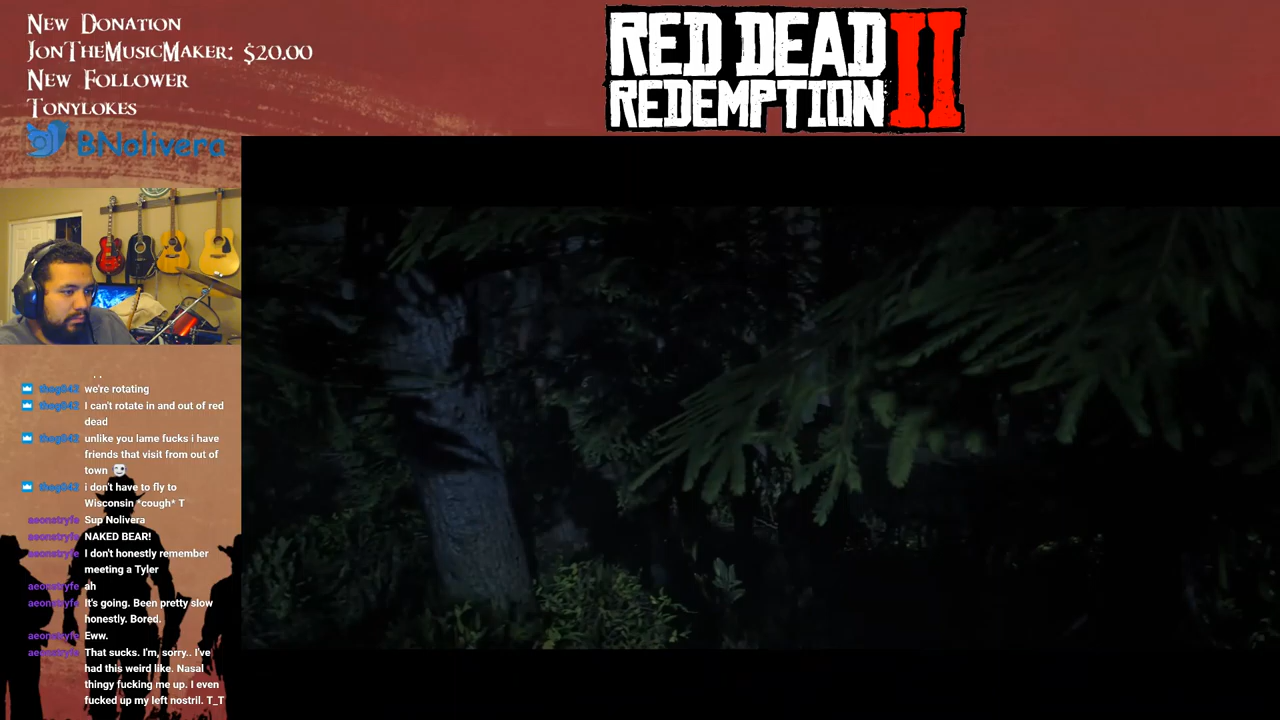 New Donation
JonTheMusicMaker: $20.00
New Follower
Tonylokes
BNolivera
RED DEAD
REDEMPTION II
thog842 we're rotating
thog842 I can't rotate in and out of red
dead
thog842 unlike you lame fucks i have
friends that visit from out of
town
thog842 i don't have to fly to
Wisconsin *cough* T
aeonstryfe Sup Nolivera
aeonstryfe NAKED BEAR!
aeonstryfe I don't honestly remember
meeting a Tyler
aeonstryfe ah
aeonstryfe It's going. Been pretty slow
honestly. Bored.
aeonstryfe Eww.
aeonstryfe That sucks. I'm, sorry.. I've
had this weird like. Nasal
thingy fucking me up. I even
fucked up my left nostril. T_T